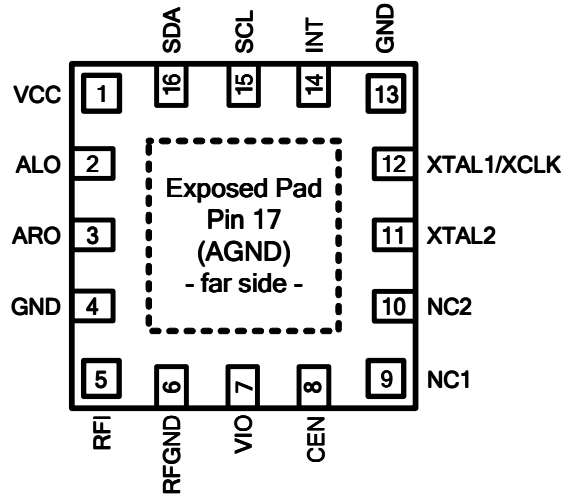 SDA
SCL
INT
GND
VCC 1 16 15 14 13
ALO 2 12 XTAL1/XCLK
Exposed Pad
Pin 17
(AGND)
- far side -
ARO 3 11 XTAL2
GND 4 10 NC2
5 6 7 8 9 NC1
RFI
RFGND
VIO
CEN